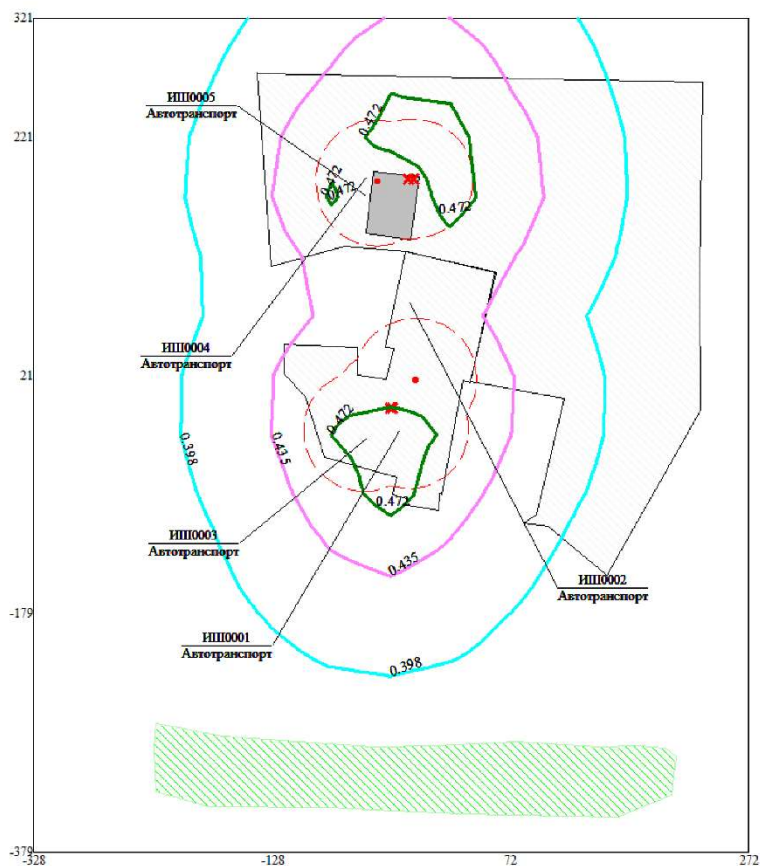 321
ИШ0005
Автотранспорт
0.472
221
0.472
0.472
0.472
ИШ0004
Автотранспорт
21
0.472
0.398
0.435
0.472
ИШ0003
Автотранспорт
0.435
ИШ0002
Автотранспорт
-179
ИШ0001
Автотранспорт
0.398
-379
-328
-128
72
272